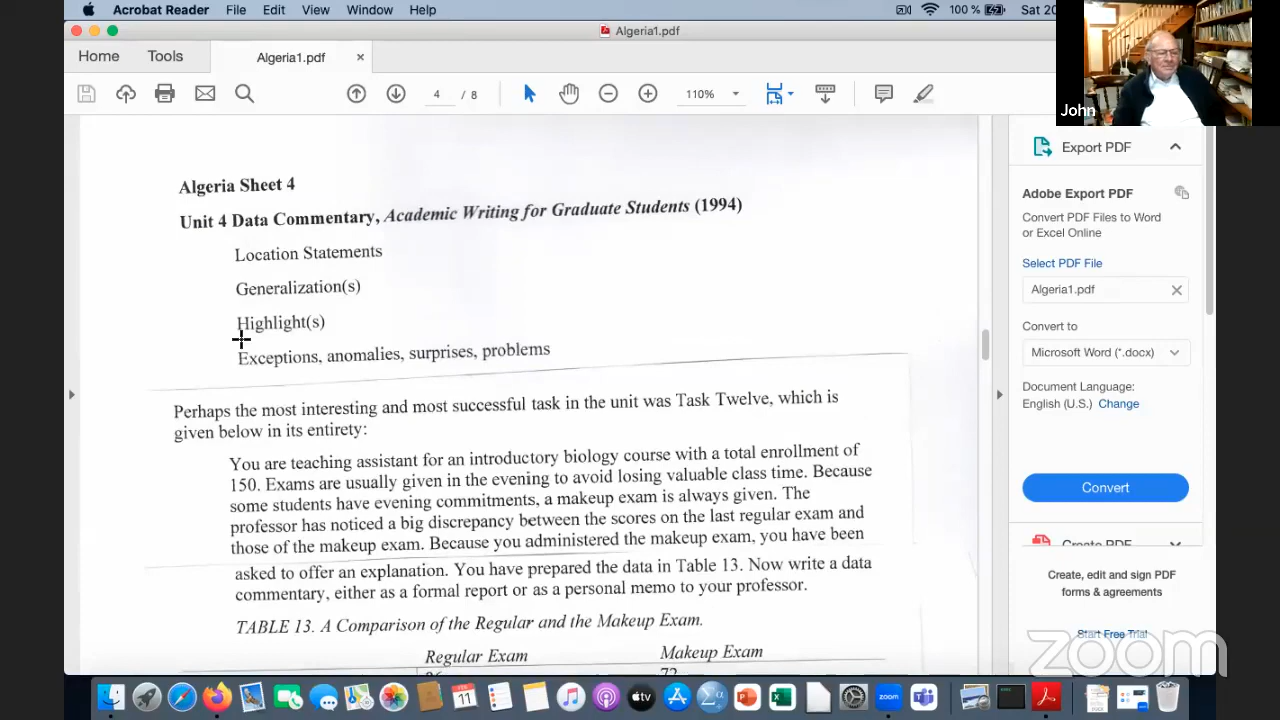 Acrobat Reader File Edit View Window Help 100 % Sat 20
Algeria1.pdf
Home Tools Algeria1.pdf ×
4 / 8 110%
John
Algeria Sheet 4
Unit 4 Data Commentary, Academic Writing for Graduate Students (1994)
Location Statements
Generalization(s)
Highlight(s)
Exceptions, anomalies, surprises, problems
Perhaps the most interesting and most successful task in the unit was Task Twelve, which is
given below in its entirety:
You are teaching assistant for an introductory biology course with a total enrollment of
150. Exams are usually given in the evening to avoid losing valuable class time. Because
some students have evening commitments, a makeup exam is always given. The
professor has noticed a big discrepancy between the scores on the last regular exam and
those of the makeup exam. Because you administered the makeup exam, you have been
asked to offer an explanation. You have prepared the data in Table 13. Now write a data
commentary, either as a formal report or as a personal memo to your professor.
TABLE 13. A Comparison of the Regular and the Makeup Exam.
Regular Exam Makeup Exam
Export PDF
Adobe Export PDF
Convert PDF Files to Word
or Excel Online
Select PDF File
Algeria1.pdf
Convert to
Microsoft Word (*.docx)
Document Language:
English (U.S.) Change
Convert
Create PDF
Create, edit and sign PDF
forms & agreements
Start Free Trial
zoom
FEB
11
tv
zoom